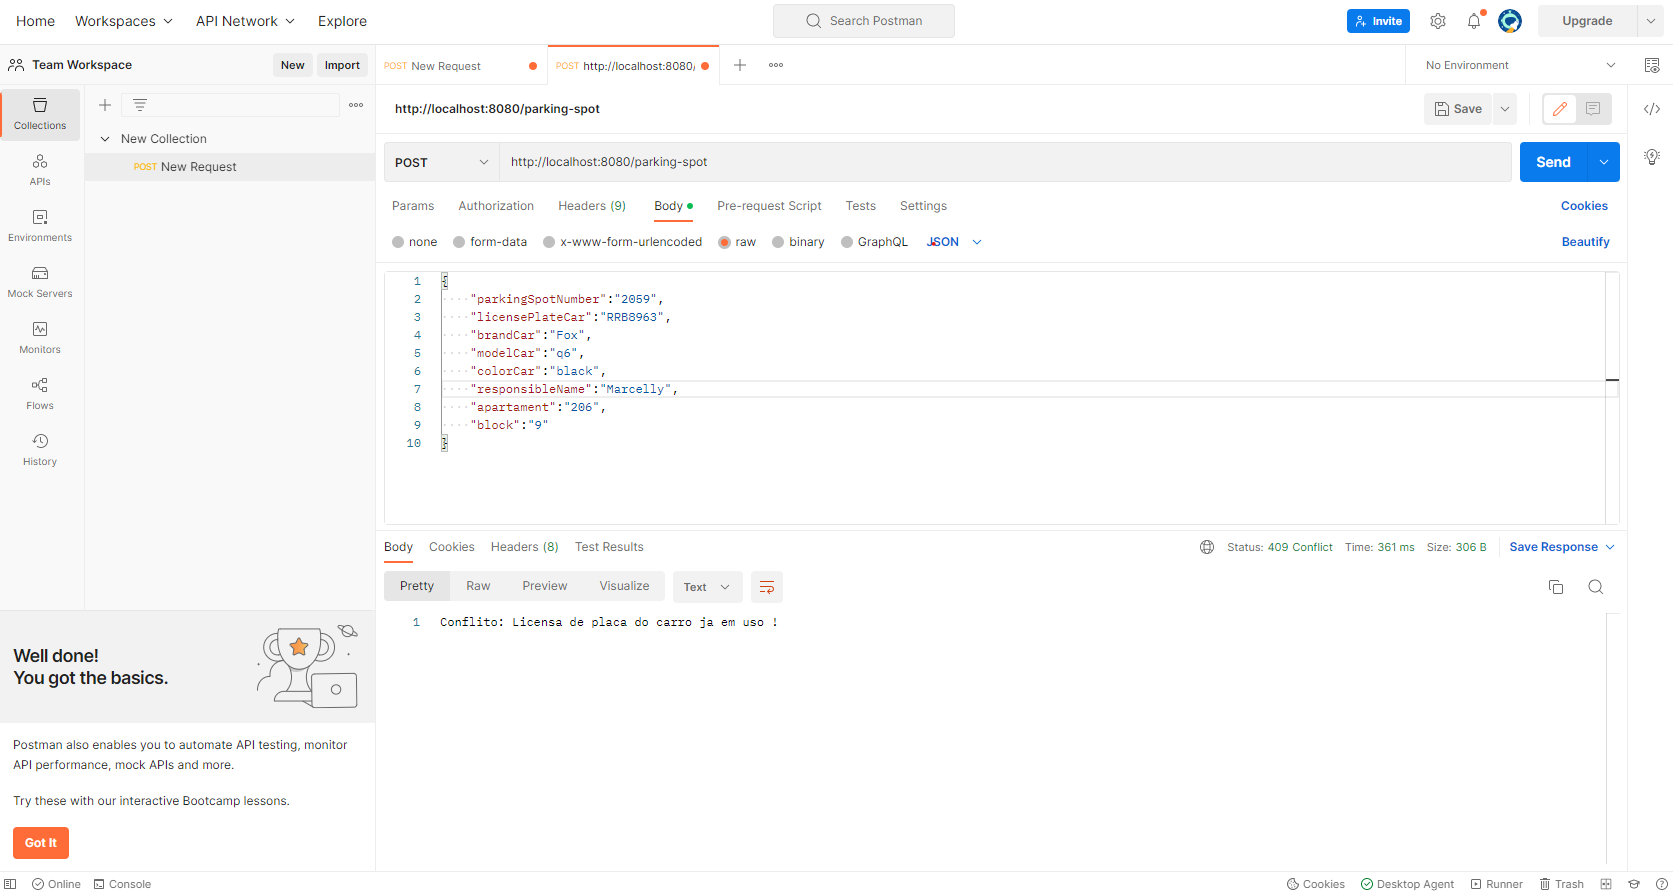 Home Workspaces API Network Explore Search Postman Invite Upgrade
Team Workspace New Import POST New Request POST http://localhost:8080/ No Environment
Collections
APIs
Environments
Mock Servers
Monitors
Flows
History
New Collection
POST New Request
http://localhost:8080/parking-spot Save
POST http://localhost:8080/parking-spot Send
Params Authorization Headers (9) Body Pre-request Script Tests Settings Cookies
none form-data x-www-form-urlencoded raw binary GraphQL JSON Beautify
1 {
2 "parkingSpotNumber":"2059",
3 "licensePlateCar":"RRB8963",
4 "brandCar":"Fox",
5 "modelCar":"q6",
6 "colorCar":"black",
7 "responsibleName":"Marcelly",
8 "apartament":"206",
9 "block":"9"
10 }
Body Cookies Headers (8) Test Results Status: 409 Conflict Time: 361 ms Size: 306 B Save Response
Pretty Raw Preview Visualize Text
1 Conflito: Licensa de placa do carro ja em uso !
Well done!
You got the basics.
Postman also enables you to automate API testing, monitor
API performance, mock APIs and more.
Try these with our interactive Bootcamp lessons.
Got It
Online Console Cookies Desktop Agent Runner Trash